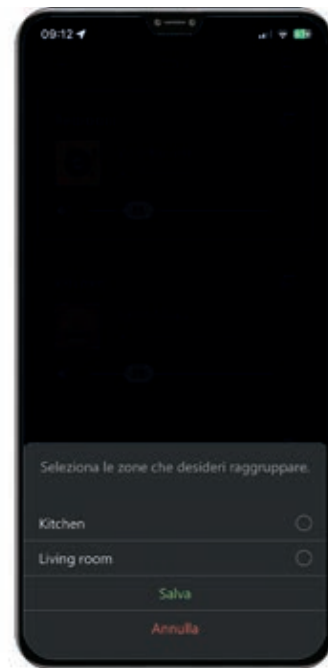 09:12
Seleziona le zone che desideri raggruppare.
Kitchen
Living room
Salva
Annulla